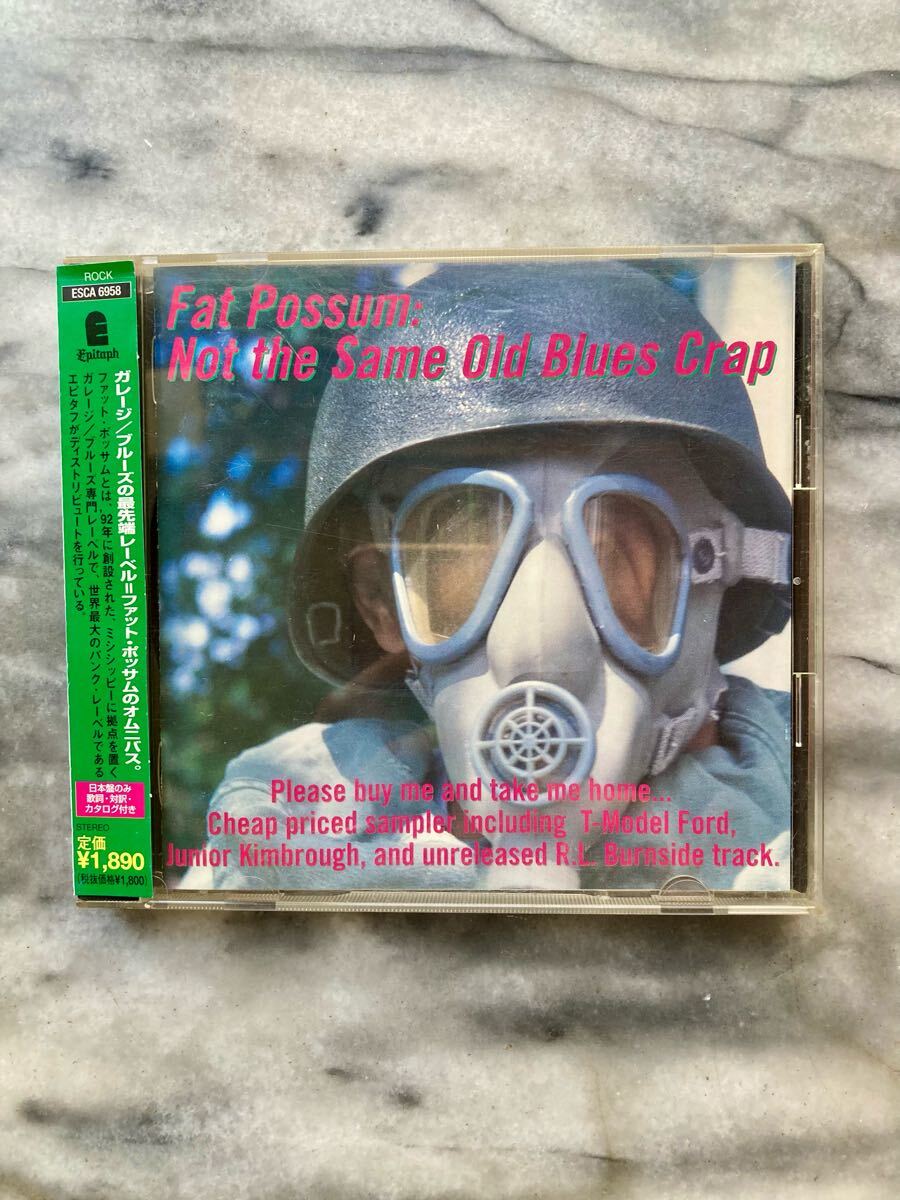 ROCK
ESCA 6958
E
Epitaph
ガレージ/ブルーズの最先端レーベル=ファット・ポッサムのオムニバス。
ファット・ポッサムとは、'92年に創設された、ミシシッピーに拠点を置く
ガレージ/ブルーズ専門レーベルで、世界最大のパンク・レーベルである
エピタフがディストリビュートを行っている。
日本盤のみ
歌詞・対訳・
カタログ付き
STEREO
定価
¥1,890
(税抜価格¥1,800)
Fat Possum:
Not the Same Old Blues Crap
Please buy me and take me home...
Cheap priced sampler including T-Model Ford,
Junior Kimbrough, and unreleased R.L. Burnside track.